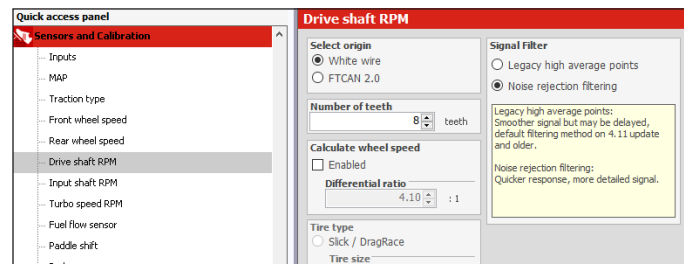 Quick access panel
Sensors and Calibration
Inputs
MAP
Traction type
Front wheel speed
Rear wheel speed
Drive shaft RPM
Input shaft RPM
Turbo speed RPM
Fuel flow sensor
Paddle shift
Drive shaft RPM
Select origin
White wire
FTCAN 2.0
Number of teeth
8 teeth
Calculate wheel speed
Enabled
Differential ratio
4.10 : 1
Tire type
Slick / DragRace
Tire size
Signal Filter
Legacy high average points
Noise rejection filtering
Legacy high average points:
Smoother signal but may be delayed,
default filtering method on 4.11 update
and older.
Noise rejection filtering:
Quicker response, more detailed signal.